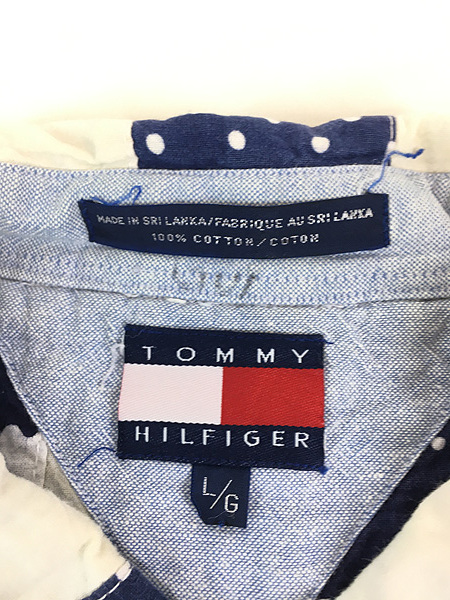 MADE IN SRI LANKA/FABRIQUE AU SRI LANKA
100% COTTON/COTON
TOMMY
HILFIGER
L/G